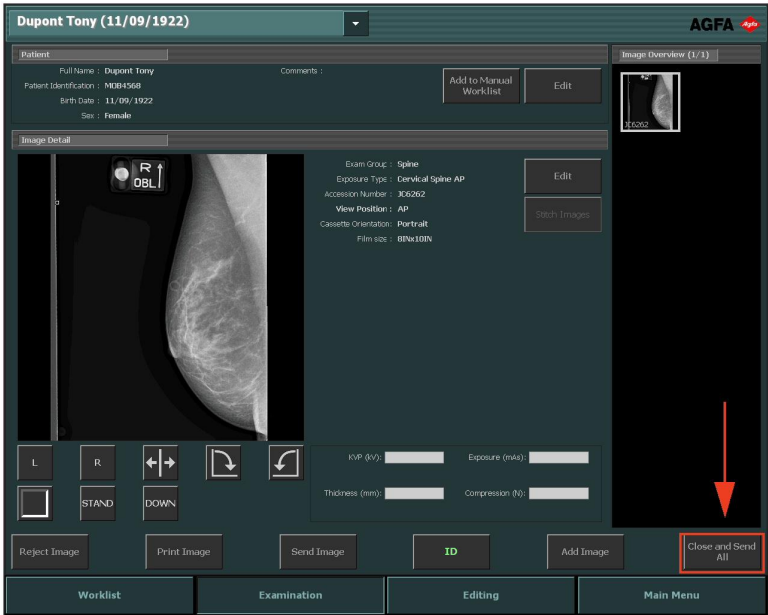 Dupont Tony (11/09/1922)
AGFA Agfa
Patient
Full Name : Dupont Tony
Comments :
Patient Identification : MOB4568
Birth Date : 11/09/1922
Sex : Female
Add to Manual
Worklist
Edit
Image Overview (1/1)
JC6262
Image Detail
R
OBL
Exam Group : Spine
Exposure Type : Cervical Spine AP
Accession Number : JC6262
View Position : AP
Cassette Orientation: Portrait
Film size : 8INx10IN
Edit
Stitch Images
L
R
STAND
DOWN
KVP (kV):
Exposure (mAs):
Thickness (mm):
Compression (N):
Reject Image
Print Image
Send Image
ID
Add Image
Close and Send
All
Worklist
Examination
Editing
Main Menu